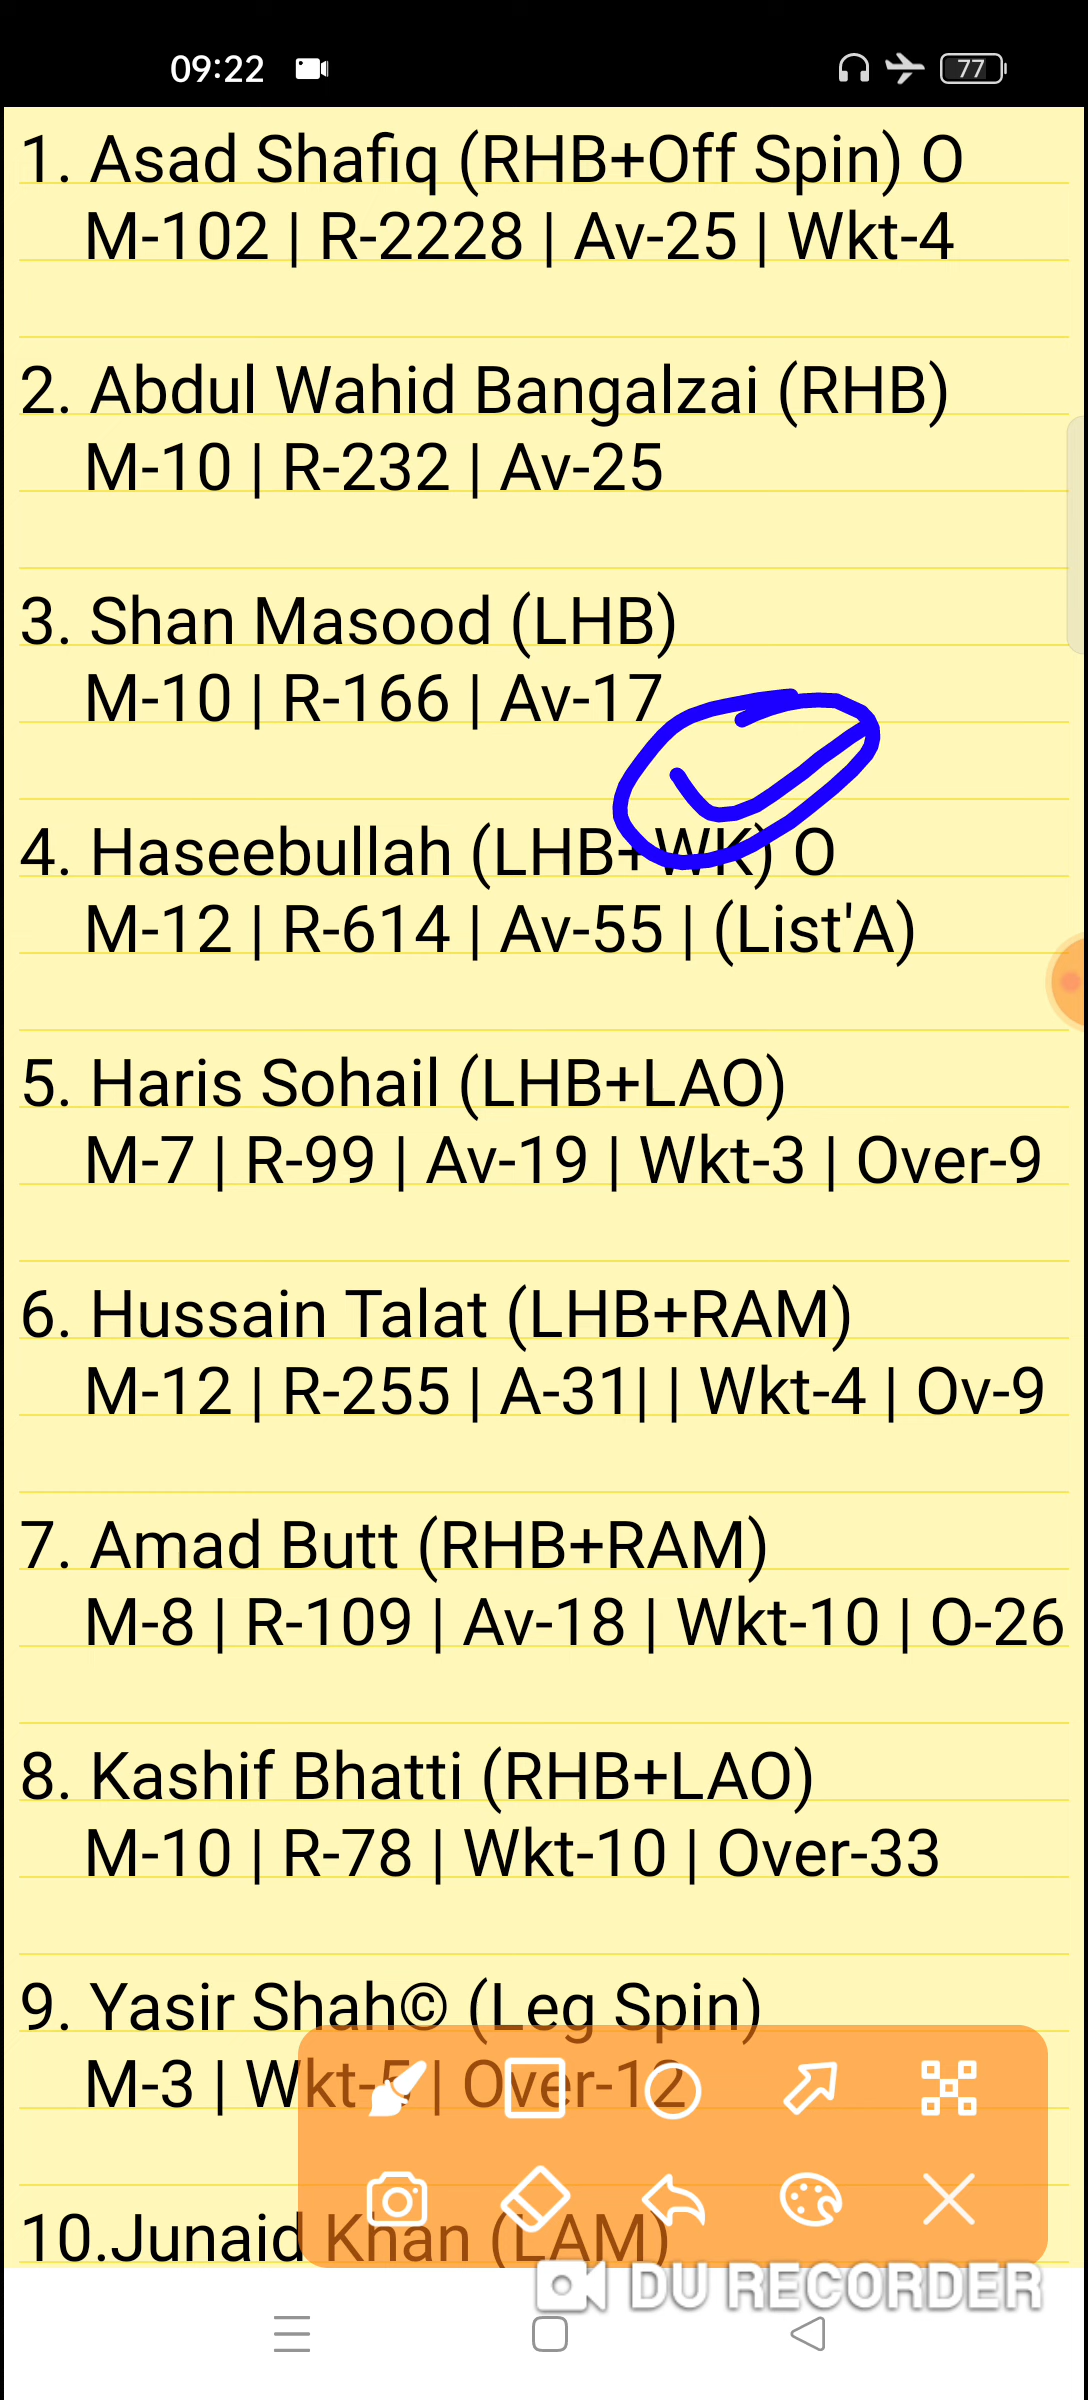 09:22
77
1. Asad Shafiq (RHB+Off Spin) O
M-102 | R-2228 | Av-25 | Wkt-4
2. Abdul Wahid Bangalzai (RHB)
M-10 | R-232 | Av-25
3. Shan Masood (LHB)
M-10 | R-166 | Av-17
4. Haseebullah (LHB+WK) O
M-12 | R-614 | Av-55 | (List'A)
5. Haris Sohail (LHB+LAO)
M-7 | R-99 | Av-19 | Wkt-3 | Over-9
6. Hussain Talat (LHB+RAM)
M-12 | R-255 | A-31| | Wkt-4 | Ov-9
7. Amad Butt (RHB+RAM)
M-8 | R-109 | Av-18 | Wkt-10 | O-26
8. Kashif Bhatti (RHB+LAO)
M-10 | R-78 | Wkt-10 | Over-33
9. Yasir Shah© (Leg Spin)
M-3 | Wkt-5 | Over-12
10.Junaid Khan (LAM)
DU RECORDER